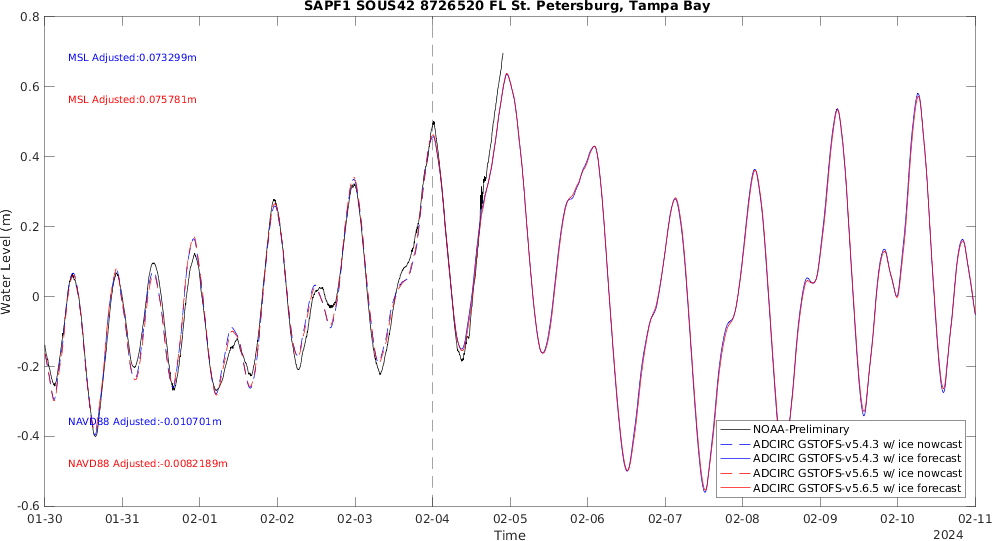 SAPF1 SOUS42 8726520 FL St. Petersburg, Tampa Bay
0.8
0.6
0.4
0.2
0
-0.2
-0.4
-0.6
Water Level (m)
MSL Adjusted:0.073299m
MSL Adjusted:0.075781m
NAVD88 Adjusted:-0.010701m
NAVD88 Adjusted:-0.0082189m
NOAA-Preliminary
ADCIRC GSTOFS-v5.4.3 w/ ice nowcast
ADCIRC GSTOFS-v5.4.3 w/ ice forecast
ADCIRC GSTOFS-v5.6.5 w/ ice nowcast
ADCIRC GSTOFS-v5.6.5 w/ ice forecast
01-30 01-31 02-01 02-02 02-03 02-04 02-05 02-06 02-07 02-08 02-09 02-10 02-11
Time
2024